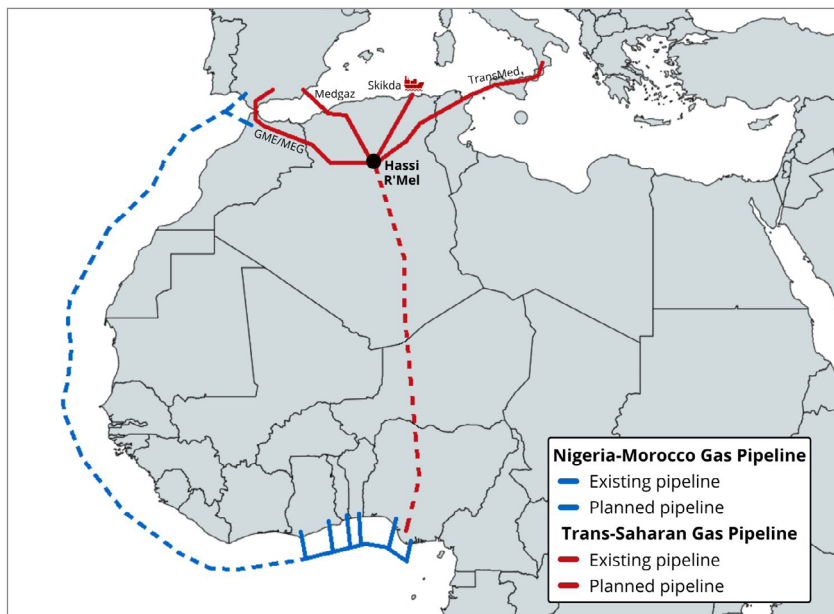 Skikda
TransMed
Medgaz
GME/MEG
Hassi
R'Mel
Nigeria-Morocco Gas Pipeline
Existing pipeline
Planned pipeline
Trans-Saharan Gas Pipeline
Existing pipeline
Planned pipeline